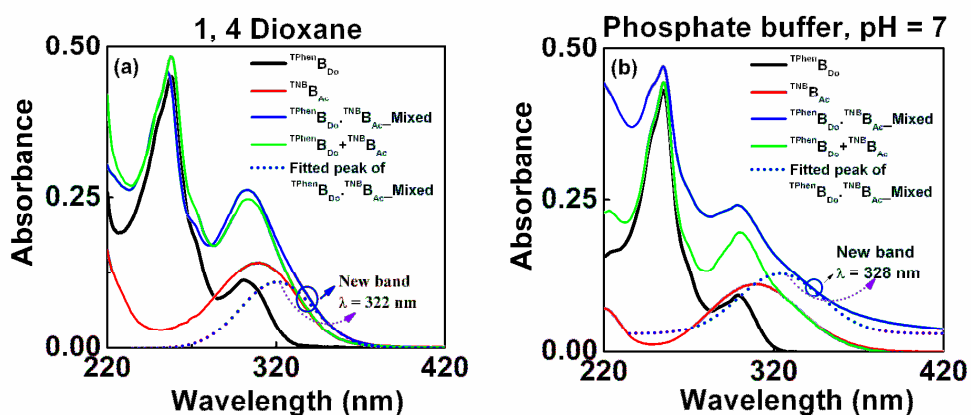 1, 4 Dioxane
(a)
TPhenBDo
TNBBAc
TPhenBDo.TNBBAc_Mixed
TPhenBDo+TNBBAc
Fitted peak of
TPhenBDo.TNBBAc_Mixed
New band
λ = 322 nm
0.50
0.25
0.00
220
320
420
Absorbance
Wavelength (nm)
Phosphate buffer, pH = 7
(b)
TPhenBDo
TNBBAc
TPhenBDo.TNBBAc_Mixed
TPhenBDo+TNBBAc
Fitted peak of
TPhenBDo.TNBBAc_Mixed
New band
λ = 328 nm
0.50
0.25
0.00
220
320
420
Absorbance
Wavelength (nm)